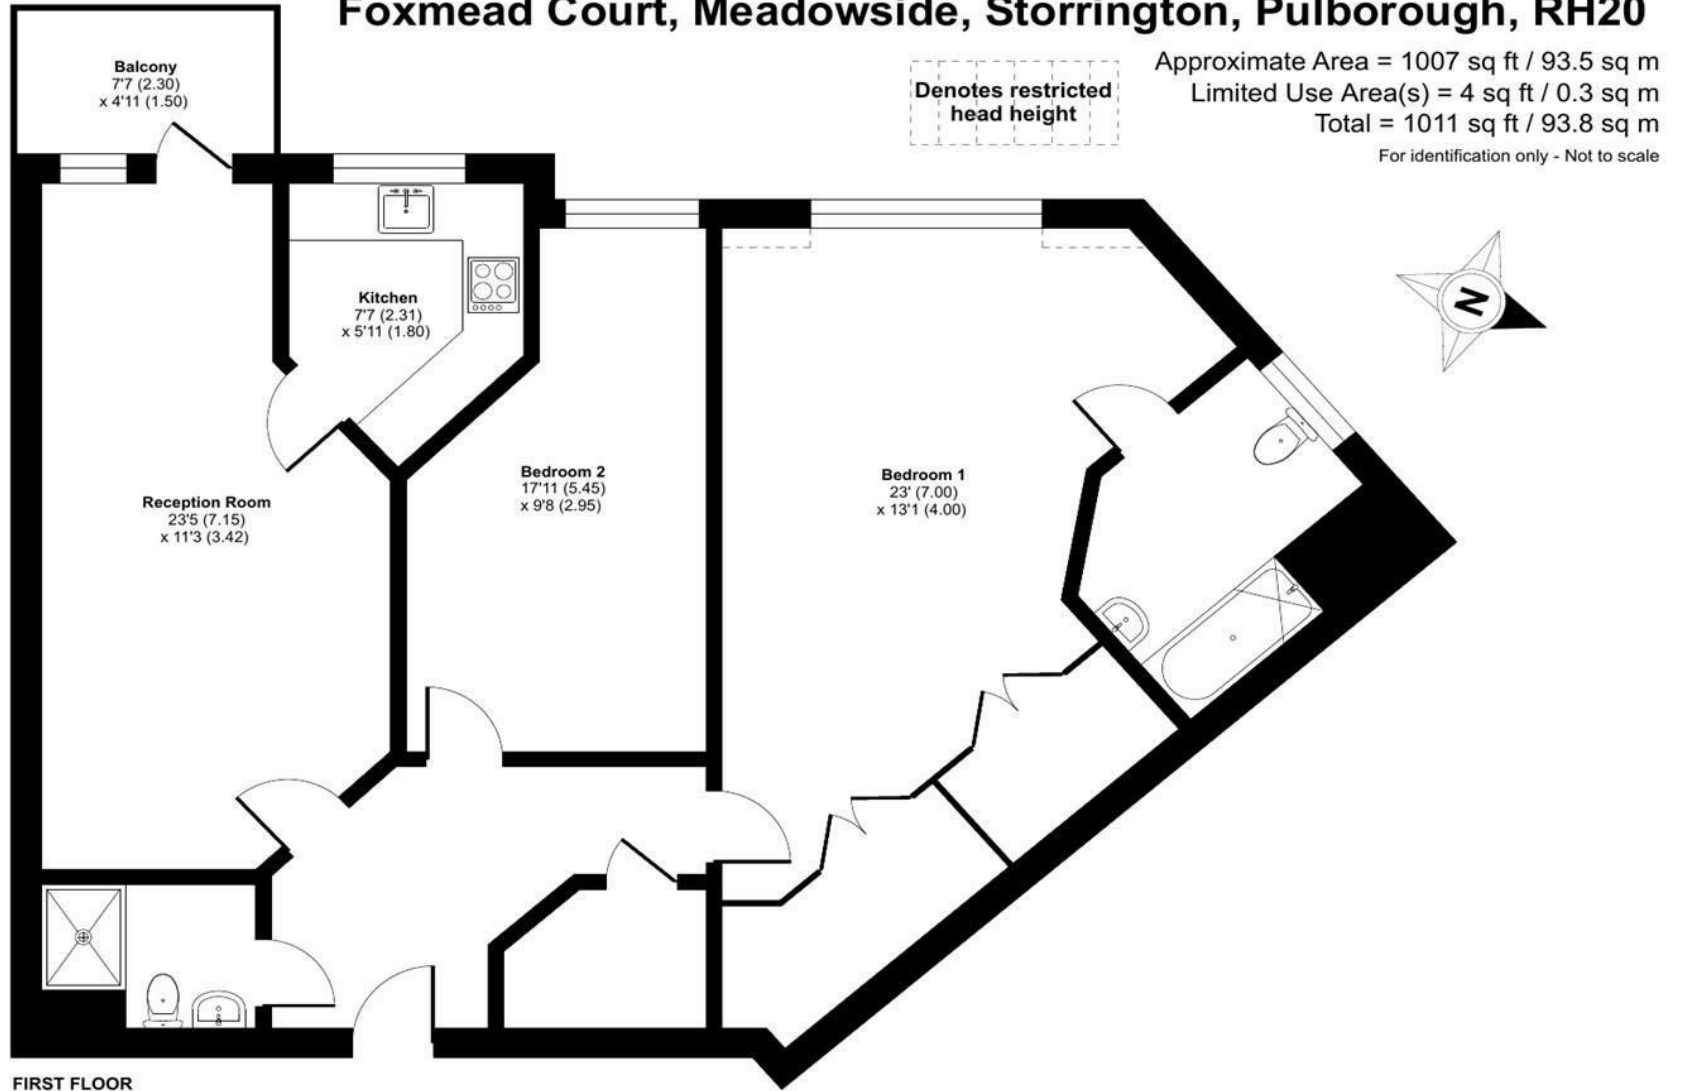 Foxmead Court, Meadowside, Storrington, Pulborough, RH20
Approximate Area = 1007 sq ft / 93.5 sq m
Limited Use Area(s) = 4 sq ft / 0.3 sq m
Total = 1011 sq ft / 93.8 sq m
For identification only - Not to scale
Denotes restricted
head height
Balcony
7'7 (2.30)
x 4'11 (1.50)
Kitchen
7'7 (2.31)
x 5'11 (1.80)
N
Reception Room
23'5 (7.15)
x 11'3 (3.42)
Bedroom 2
17'11 (5.45)
x 9'8 (2.95)
Bedroom 1
23' (7.00)
x 13'1 (4.00)
FIRST FLOOR